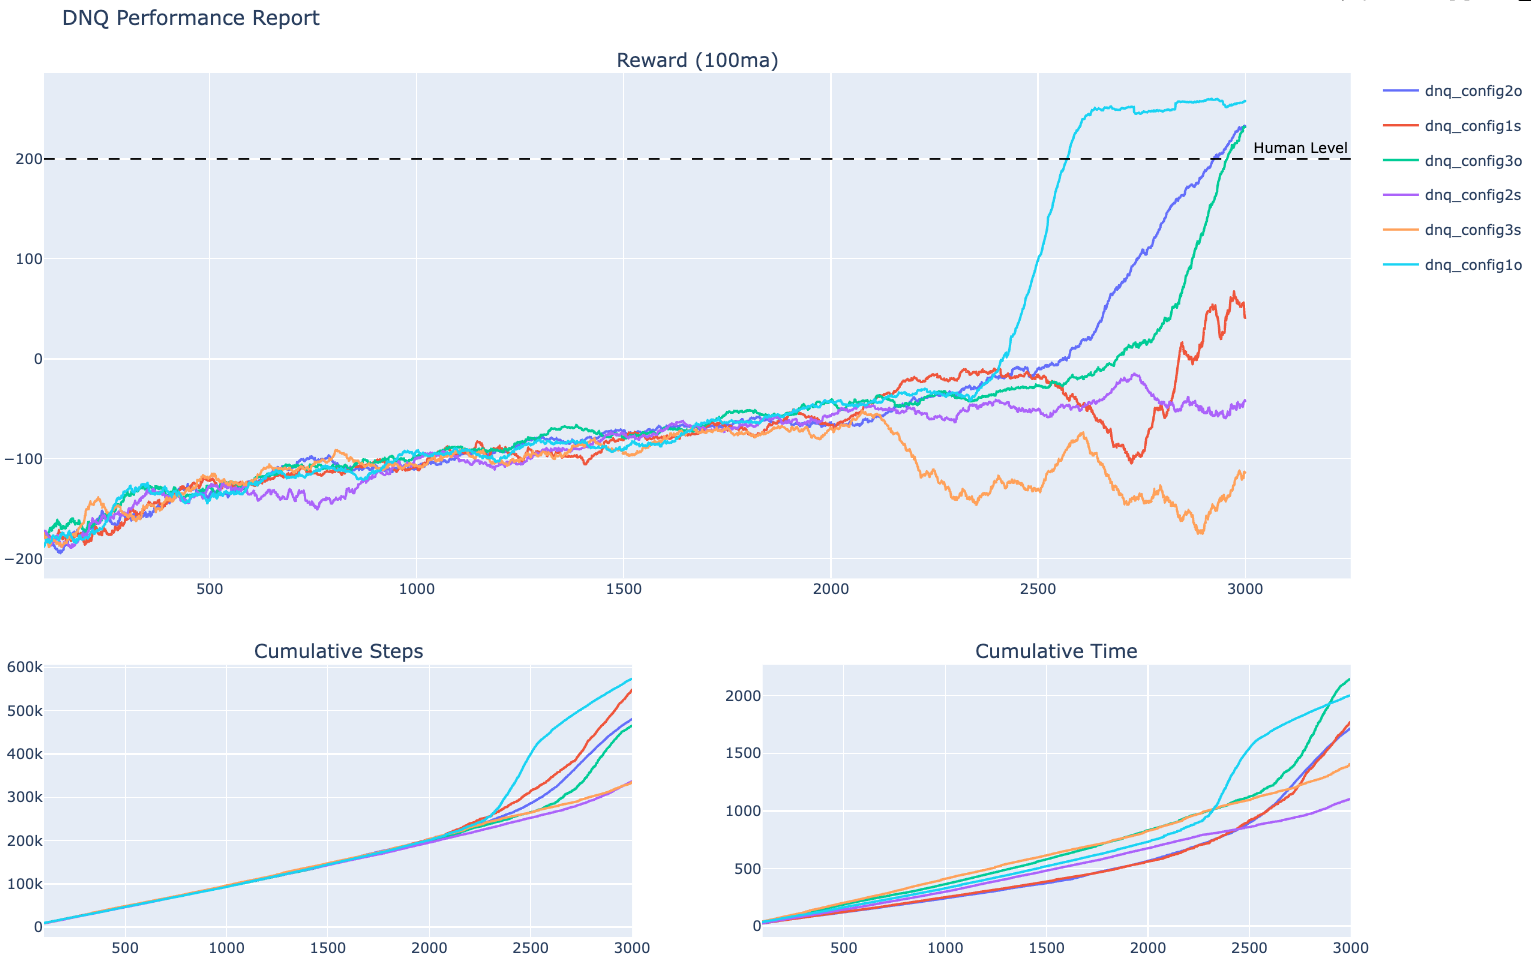 DNQ Performance Report
Reward (100ma)
200
100
0
−100
−200
Human Level
500 1000 1500 2000 2500 3000
dnq_config2o
dnq_config1s
dnq_config3o
dnq_config2s
dnq_config3s
dnq_config1o
Cumulative Steps
600k
500k
400k
300k
200k
100k
0
500 1000 1500 2000 2500 3000
Cumulative Time
2000
1500
1000
500
0
500 1000 1500 2000 2500 3000